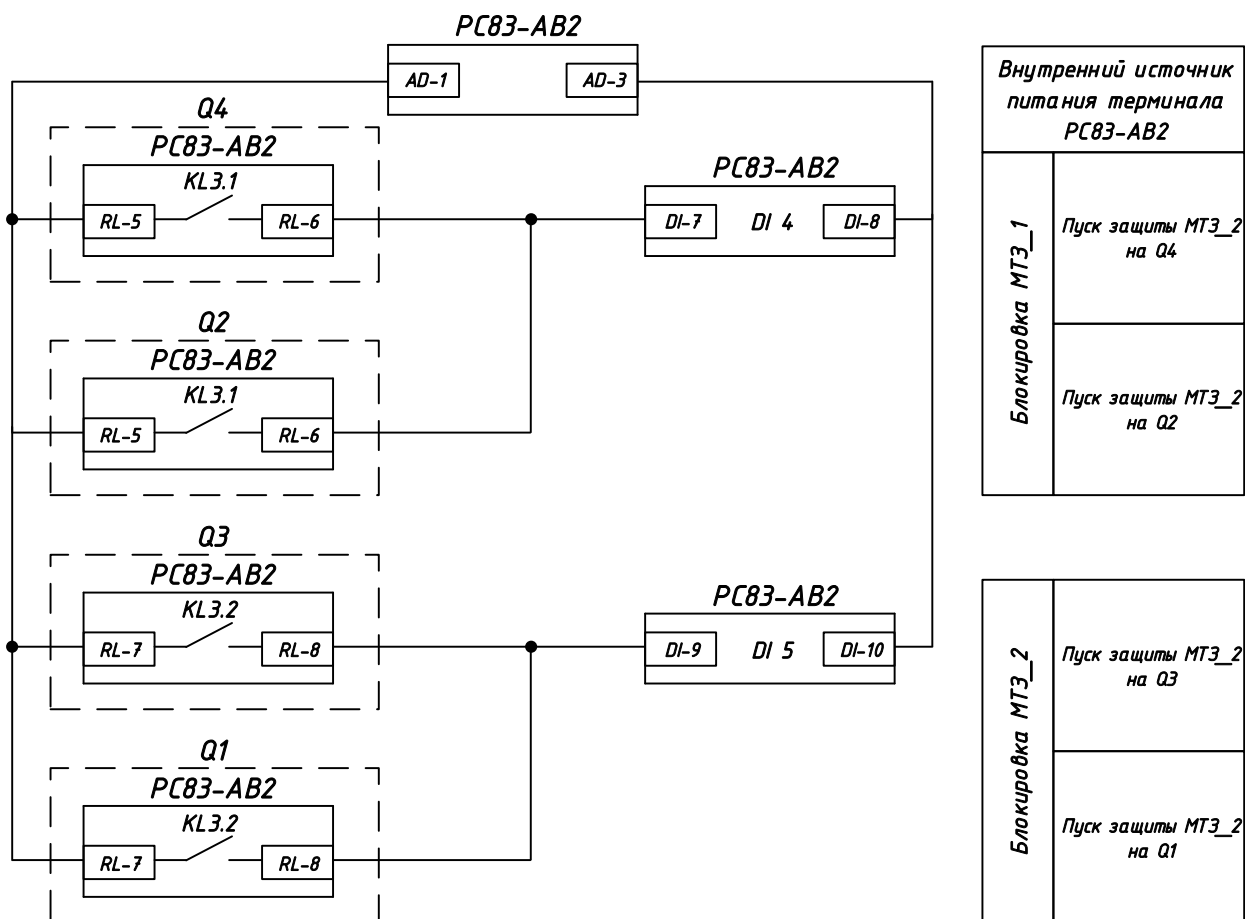 РС83-АВ2
AD-1
AD-3
Q4
РС83-АВ2
KL3.1
RL-5
RL-6
РС83-АВ2
DI-7
DI 4
DI-8
Q2
РС83-АВ2
KL3.1
RL-5
RL-6
Q3
РС83-АВ2
KL3.2
RL-7
RL-8
РС83-АВ2
DI-9
DI 5
DI-10
Q1
РС83-АВ2
KL3.2
RL-7
RL-8
Внутренний источник
питания терминала
РС83-АВ2
Блокировка МТЗ_1
Пуск защиты МТЗ_2
на Q4
Пуск защиты МТЗ_2
на Q2
Блокировка МТЗ_2
Пуск защиты МТЗ_2
на Q3
Пуск защиты МТЗ_2
на Q1